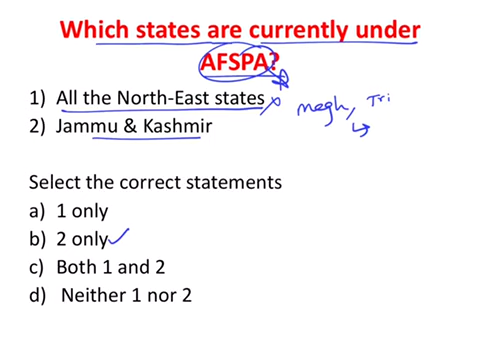 Which states are currently under
AFSPA?
1) All the North-East states megh, Tri
2) Jammu & Kashmir
Select the correct statements
a) 1 only
b) 2 only
c) Both 1 and 2
d) Neither 1 nor 2